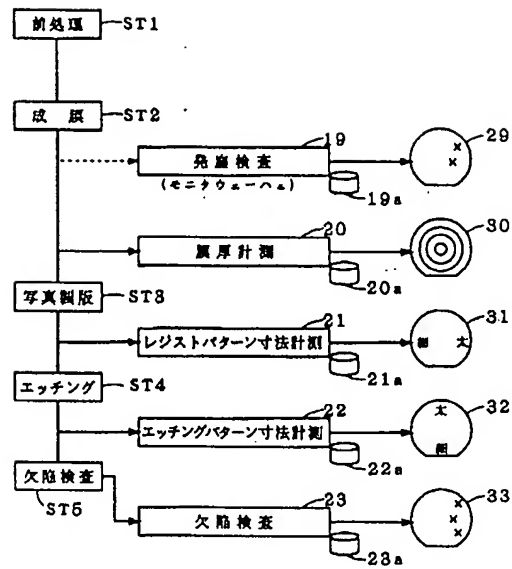 前処理
ST1
成膜
ST2
19
29
発塵検査
(モニタウェーハ)
19a
20
30
膜厚計測
20a
写真製版
ST3
21
31
レジストパターン寸法計測
細 太
21a
エッチング
ST4
22
32
エッチングパターン寸法計測
太
細
22a
欠陥検査
ST5
23
33
欠陥検査
23a